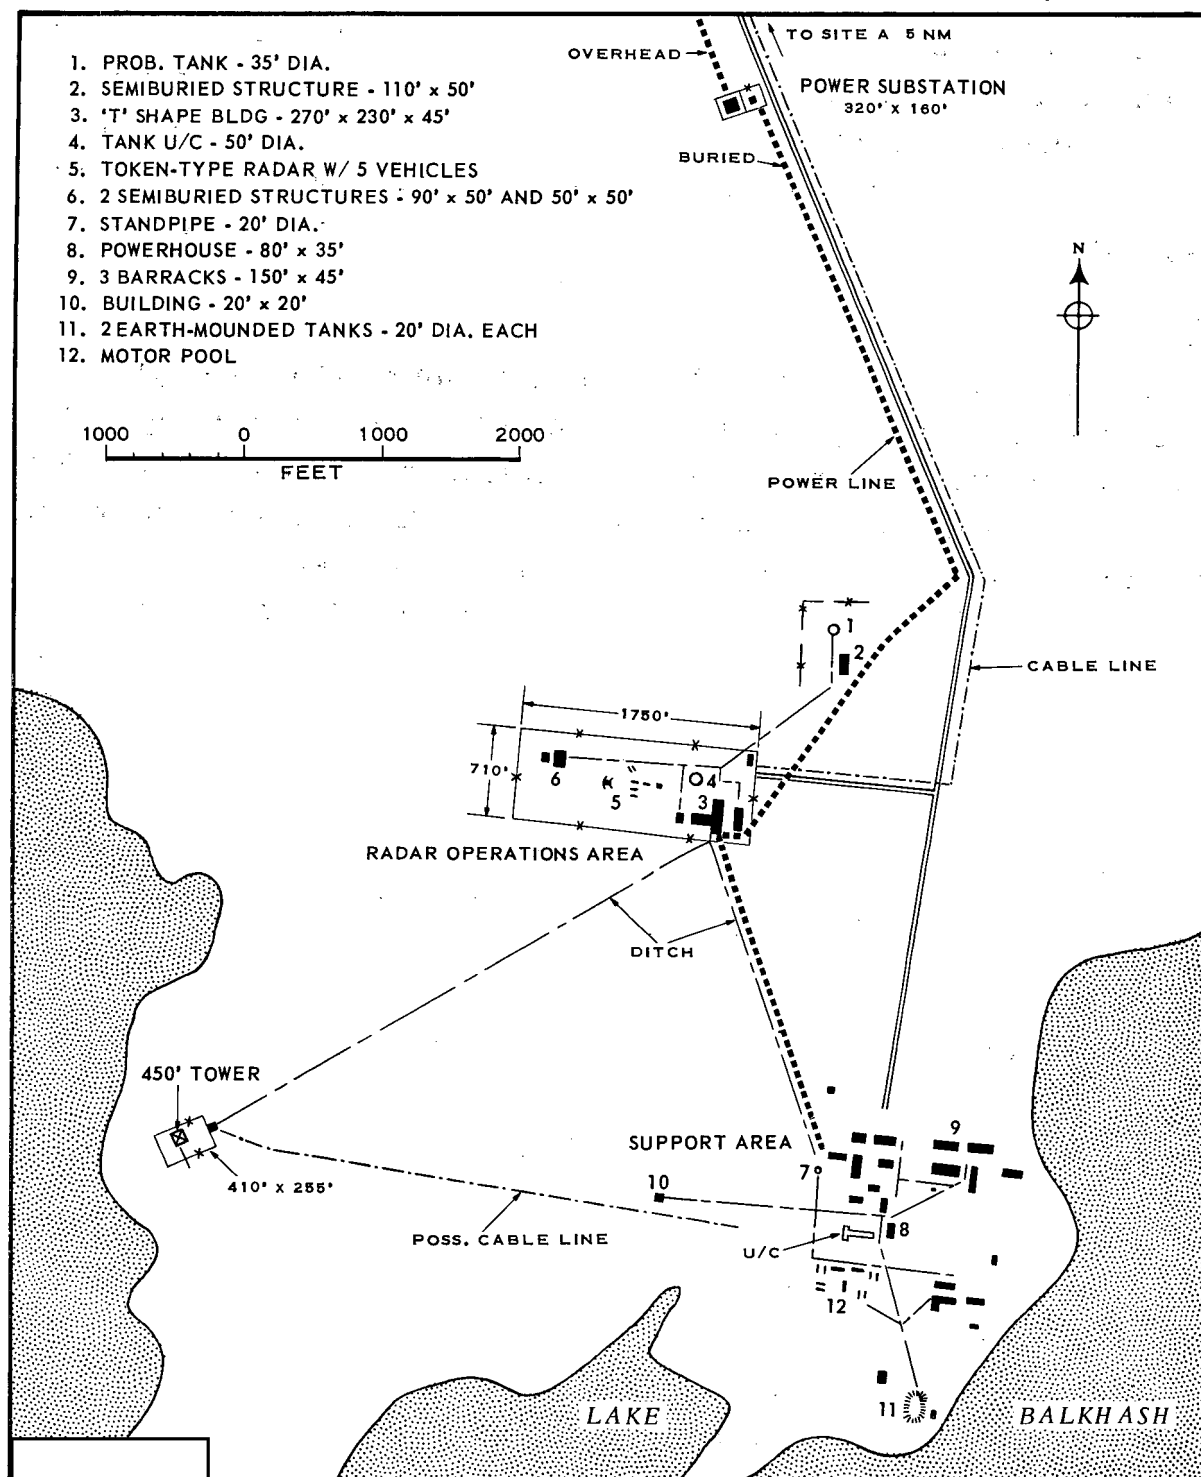 1. PROB. TANK - 35' DIA.
2. SEMIBURIED STRUCTURE - 110' x 50'
3. 'T' SHAPE BLDG - 270' x 230' x 45'
4. TANK U/C - 50' DIA.
5. TOKEN-TYPE RADAR W/ 5 VEHICLES
6. 2 SEMIBURIED STRUCTURES - 90' x 50' AND 50' x 50'
7. STANDPIPE - 20' DIA.
8. POWERHOUSE - 80' x 35'
9. 3 BARRACKS - 150' x 45'
10. BUILDING - 20' x 20'
11. 2 EARTH-MOUNDED TANKS - 20' DIA. EACH
12. MOTOR POOL
1000 0 1000 2000
FEET
TO SITE A 5 NM
OVERHEAD
POWER SUBSTATION
320' X 160'
BURIED
N
POWER LINE
1
2
CABLE LINE
1750'
710'
6
5
4
3
RADAR OPERATIONS AREA
DITCH
450' TOWER
410' X 255'
SUPPORT AREA
9
7
10
8
POSS. CABLE LINE
U/C
12
11
LAKE BALKHASH